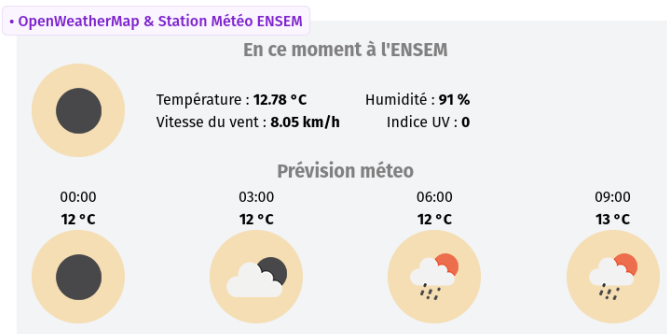 • OpenWeatherMap & Station Météo ENSEM
En ce moment à l'ENSEM
Température : 12.78 °C Humidité : 91 %
Vitesse du vent : 8.05 km/h Indice UV : 0
Prévision méteo
00:00 03:00 06:00 09:00
12 °C 12 °C 12 °C 13 °C